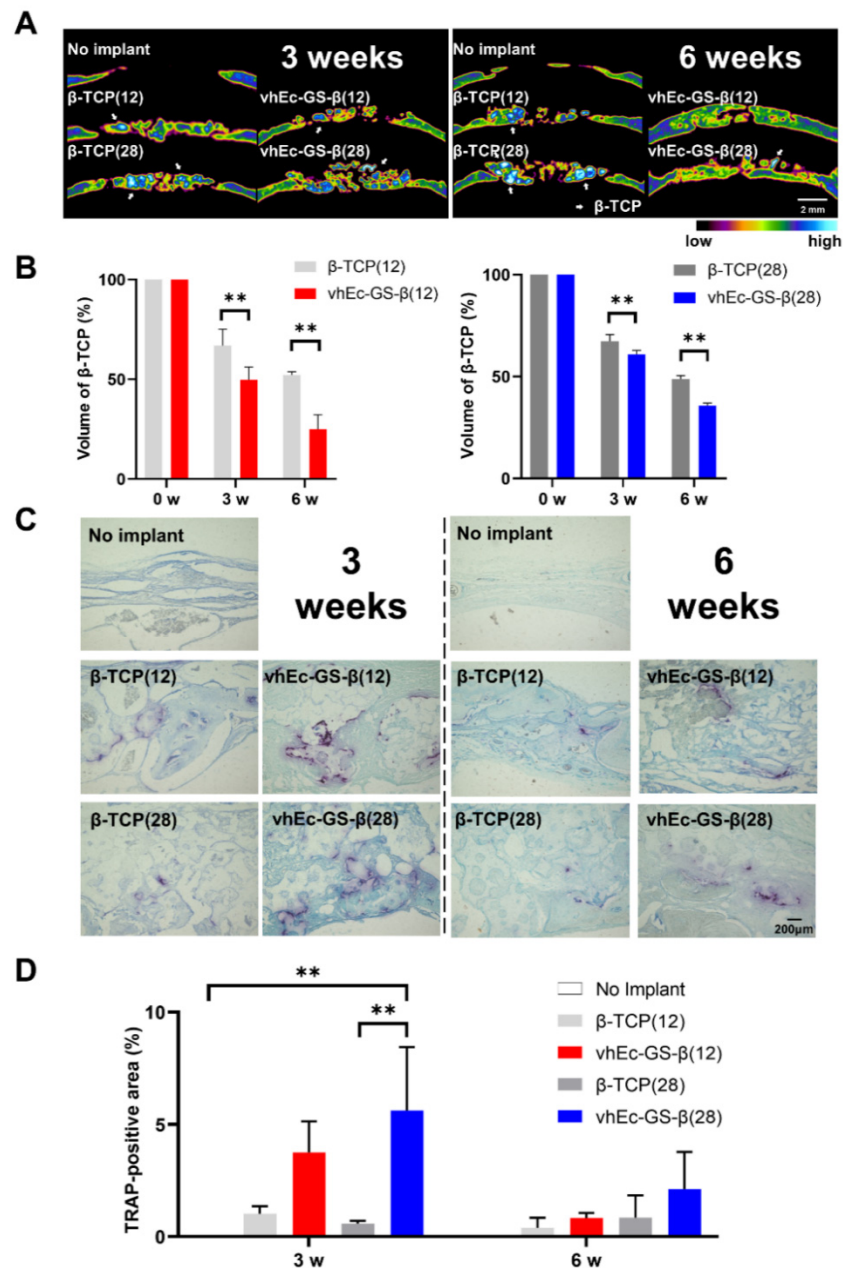 A
No implant
3 weeks
β-TCP(12)
vhEc-GS-β(12)
β-TCP(28)
vhEc-GS-β(28)
No implant
6 weeks
β-TCP(12)
vhEc-GS-β(12)
β-TCP(28)
vhEc-GS-β(28)
β-TCP
2 mm
low
high
B
Volume of β-TCP (%)
100
50
0
β-TCP(12)
vhEc-GS-β(12)
**
**
0 w
3 w
6 w
Volume of β-TCP (%)
100
50
0
β-TCP(28)
vhEc-GS-β(28)
**
**
0 w
3 w
6 w
C
No implant
3
weeks
β-TCP(12)
vhEc-GS-β(12)
β-TCP(28)
vhEc-GS-β(28)
No implant
6
weeks
β-TCP(12)
vhEc-GS-β(12)
β-TCP(28)
vhEc-GS-β(28)
200μm
D
TRAP-positive area (%)
10
5
0
**
**
No Implant
β-TCP(12)
vhEc-GS-β(12)
β-TCP(28)
vhEc-GS-β(28)
3 w
6 w